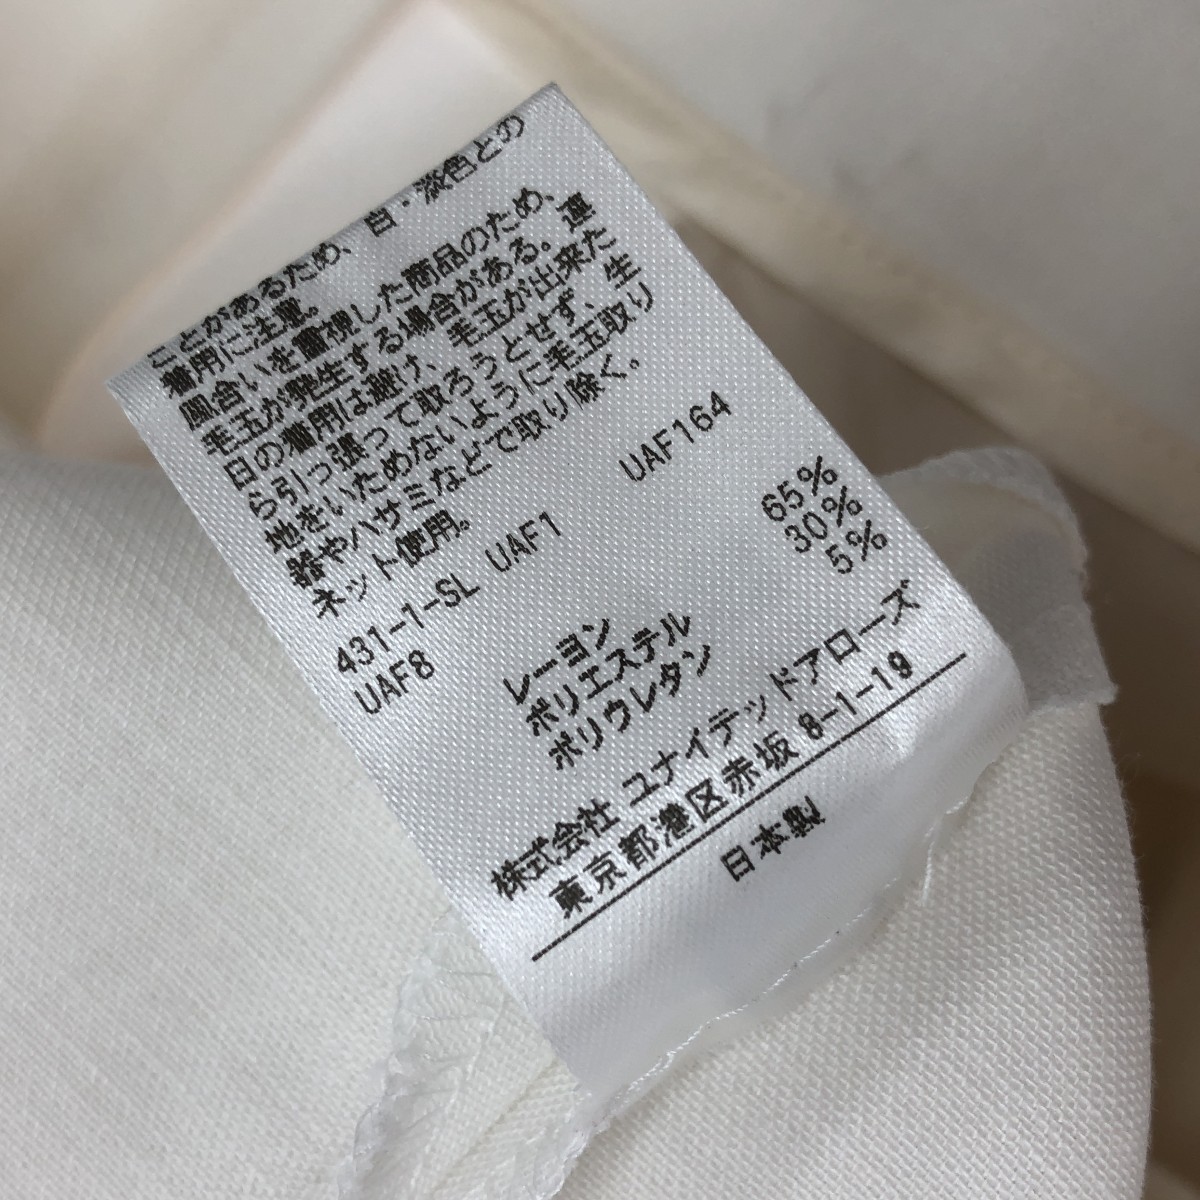 ことがあるため、白・淡色との
着用に注意。
風合いを重視した商品のため、
毛玉が発生する場合がある。連
日の着用は避け、毛玉が出来た
ら引っ張って取ろうとせず、生
地をいためないように毛玉取り
器やハサミなどで取り除く。
ネット使用。
431-1-SL UAF1 UAF164
UAF8
レーヨン 65%
ポリエステル 30%
ポリウレタン 5%
株式会社 ユナイテッドアローズ
東京都港区赤坂 8-1-19
日本製